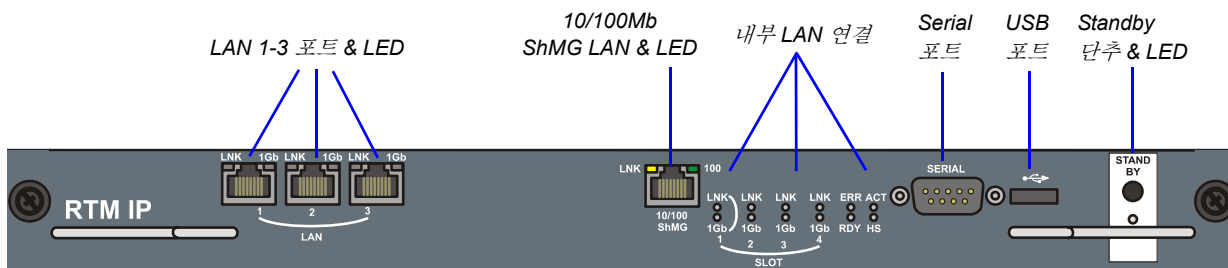 LAN 1-3 포트 & LED
10/100Mb
ShMG LAN & LED
내부 LAN 연결
Serial
포트
USB
포트
Standby
단추 & LED
LNK 1Gb LNK 1Gb LNK 1Gb
1 2 3
LAN
RTM IP
LNK 100
10/100
ShMG
LNK LNK LNK LNK ERR ACT
1Gb 1Gb 1Gb 1Gb RDY HS
1 2 3 4
SLOT
SERIAL
STAND
BY